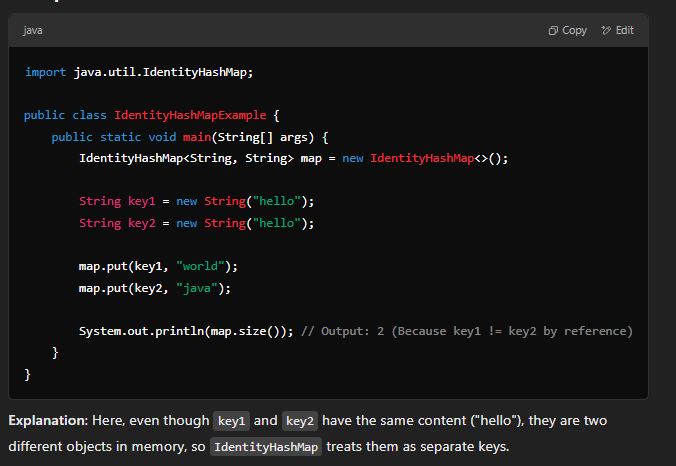 java
Copy
Edit
import java.util.IdentityHashMap;
public class IdentityHashMapExample {
public static void main(String[] args) {
IdentityHashMap<String, String> map = new IdentityHashMap<>();
String key1 = new String("hello");
String key2 = new String("hello");
map.put(key1, "world");
map.put(key2, "java");
System.out.println(map.size()); // Output: 2 (Because key1 != key2 by reference)
}
}
Explanation: Here, even though key1 and key2 have the same content ("hello"), they are two
different objects in memory, so IdentityHashMap treats them as separate keys.